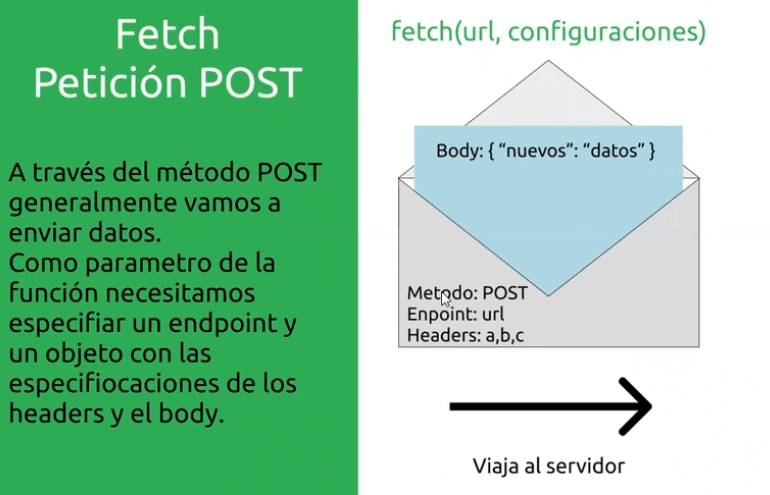 Fetch
Petición POST
A través del método POST
generalmente vamos a
enviar datos.
Como parametro de la
función necesitamos
especifiar un endpoint y
un objeto con las
especifiocaciones de los
headers y el body.
fetch(url, configuraciones)
Body: { “nuevos”: “datos” }
Metodo: POST
Enpoint: url
Headers: a,b,c
Viaja al servidor